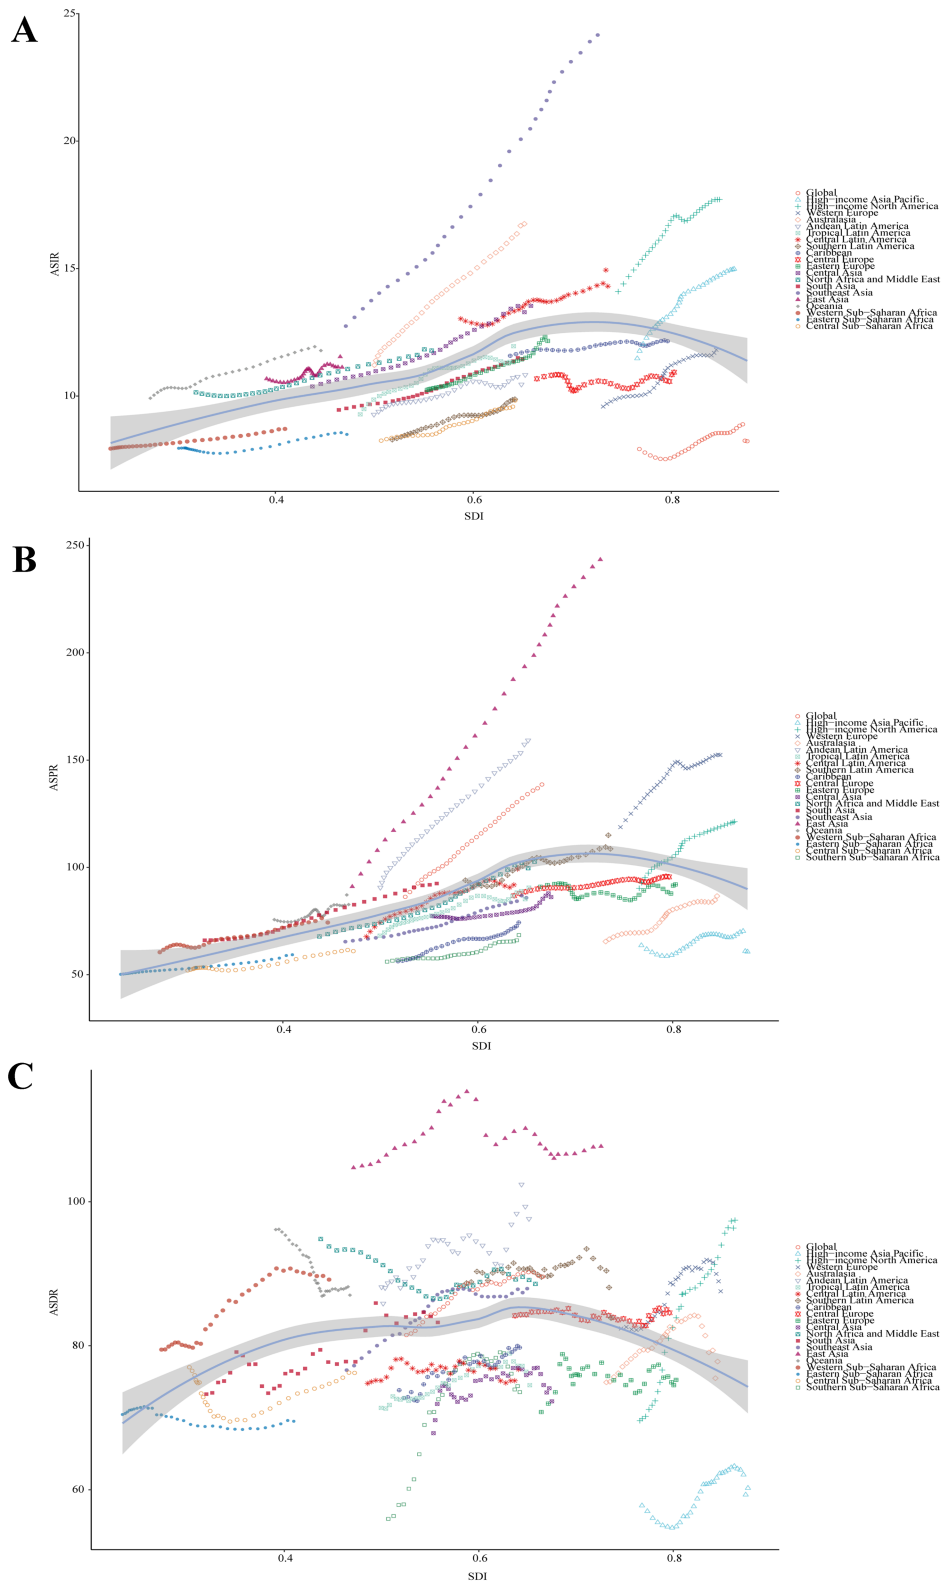 A
25
20
15
10
ASIR
0.4
0.6
0.8
SDI
Global
High-income Asia Pacific
High-income North America
Western Europe
Australasia
Andean Latin America
Tropical Latin America
Central Latin America
Southern Latin America
Caribbean
Central Europe
Eastern Europe
Central Asia
North Africa and Middle East
South Asia
Southeast Asia
East Asia
Oceania
Western Sub-Saharan Africa
Eastern Sub-Saharan Africa
Central Sub-Saharan Africa
B
250
200
150
100
50
ASPR
0.4
0.6
0.8
SDI
Global
High-income Asia Pacific
High-income North America
Western Europe
Australasia
Andean Latin America
Tropical Latin America
Central Latin America
Southern Latin America
Caribbean
Central Europe
Eastern Europe
Central Asia
North Africa and Middle East
South Asia
Southeast Asia
East Asia
Oceania
Western Sub-Saharan Africa
Eastern Sub-Saharan Africa
Central Sub-Saharan Africa
Southern Sub-Saharan Africa
C
100
80
60
ASDR
0.4
0.6
0.8
SDI
Global
High-income Asia Pacific
High-income North America
Western Europe
Australasia
Andean Latin America
Tropical Latin America
Central Latin America
Southern Latin America
Caribbean
Central Europe
Eastern Europe
Central Asia
North Africa and Middle East
South Asia
Southeast Asia
East Asia
Oceania
Western Sub-Saharan Africa
Eastern Sub-Saharan Africa
Central Sub-Saharan Africa
Southern Sub-Saharan Africa